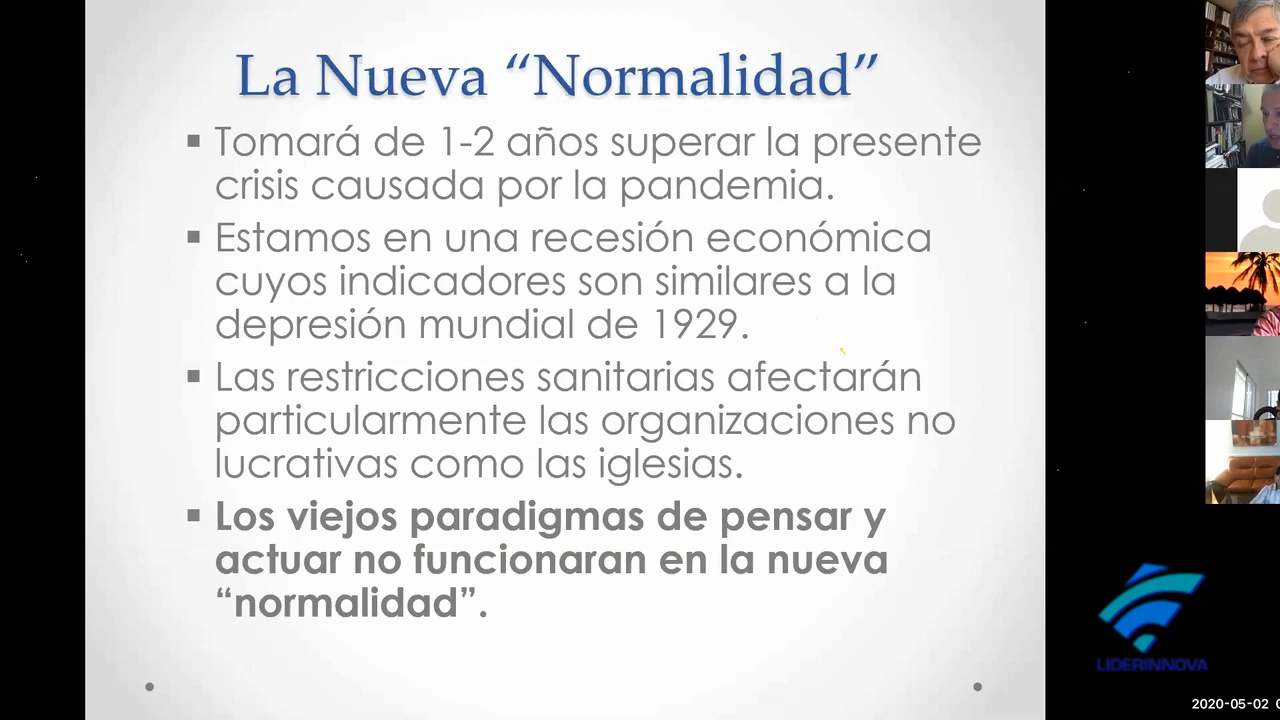 La Nueva “Normalidad”
▪ Tomará de 1-2 años superar la presente
crisis causada por la pandemia.
▪ Estamos en una recesión económica
cuyos indicadores son similares a la
depresión mundial de 1929.
▪ Las restricciones sanitarias afectarán
particularmente las organizaciones no
lucrativas como las iglesias.
▪ Los viejos paradigmas de pensar y
actuar no funcionaran en la nueva
“normalidad”.
LIDERINNOVA
2020-05-02